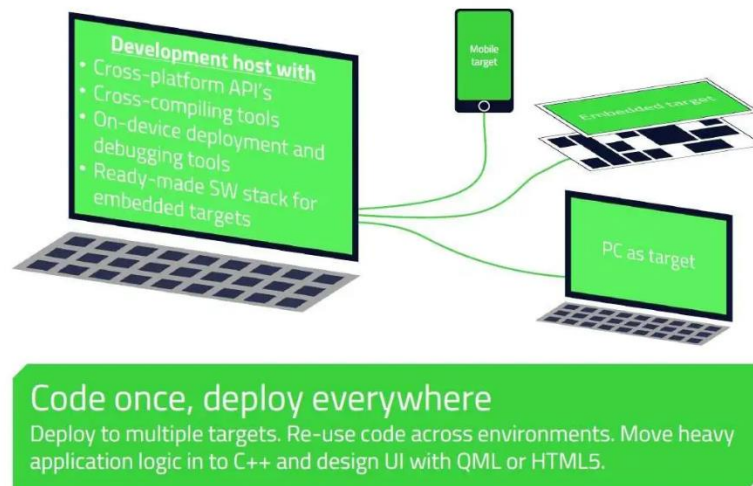 Development host with
• Cross-platform API's
• Cross-compiling tools
• On-device deployment and
debugging tools
• Ready-made SW stack for
embedded targets
Mobile
target
Embedded target
PC as target
Code once, deploy everywhere
Deploy to multiple targets. Re-use code across environments. Move heavy
application logic in to C++ and design UI with QML or HTML5.